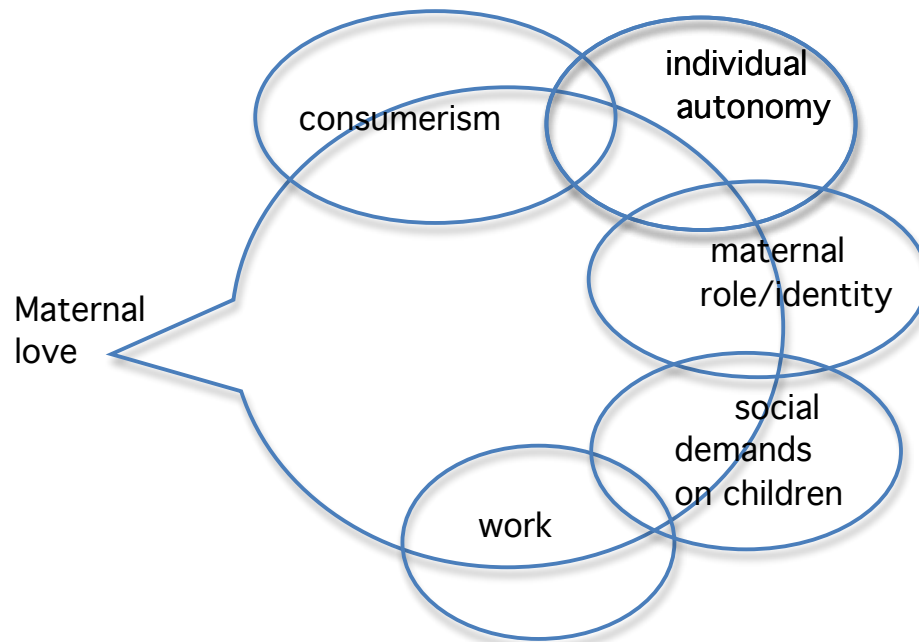 individual
autonomy
consumerism
maternal
role/identity
Maternal
love
social
demands
on children
work